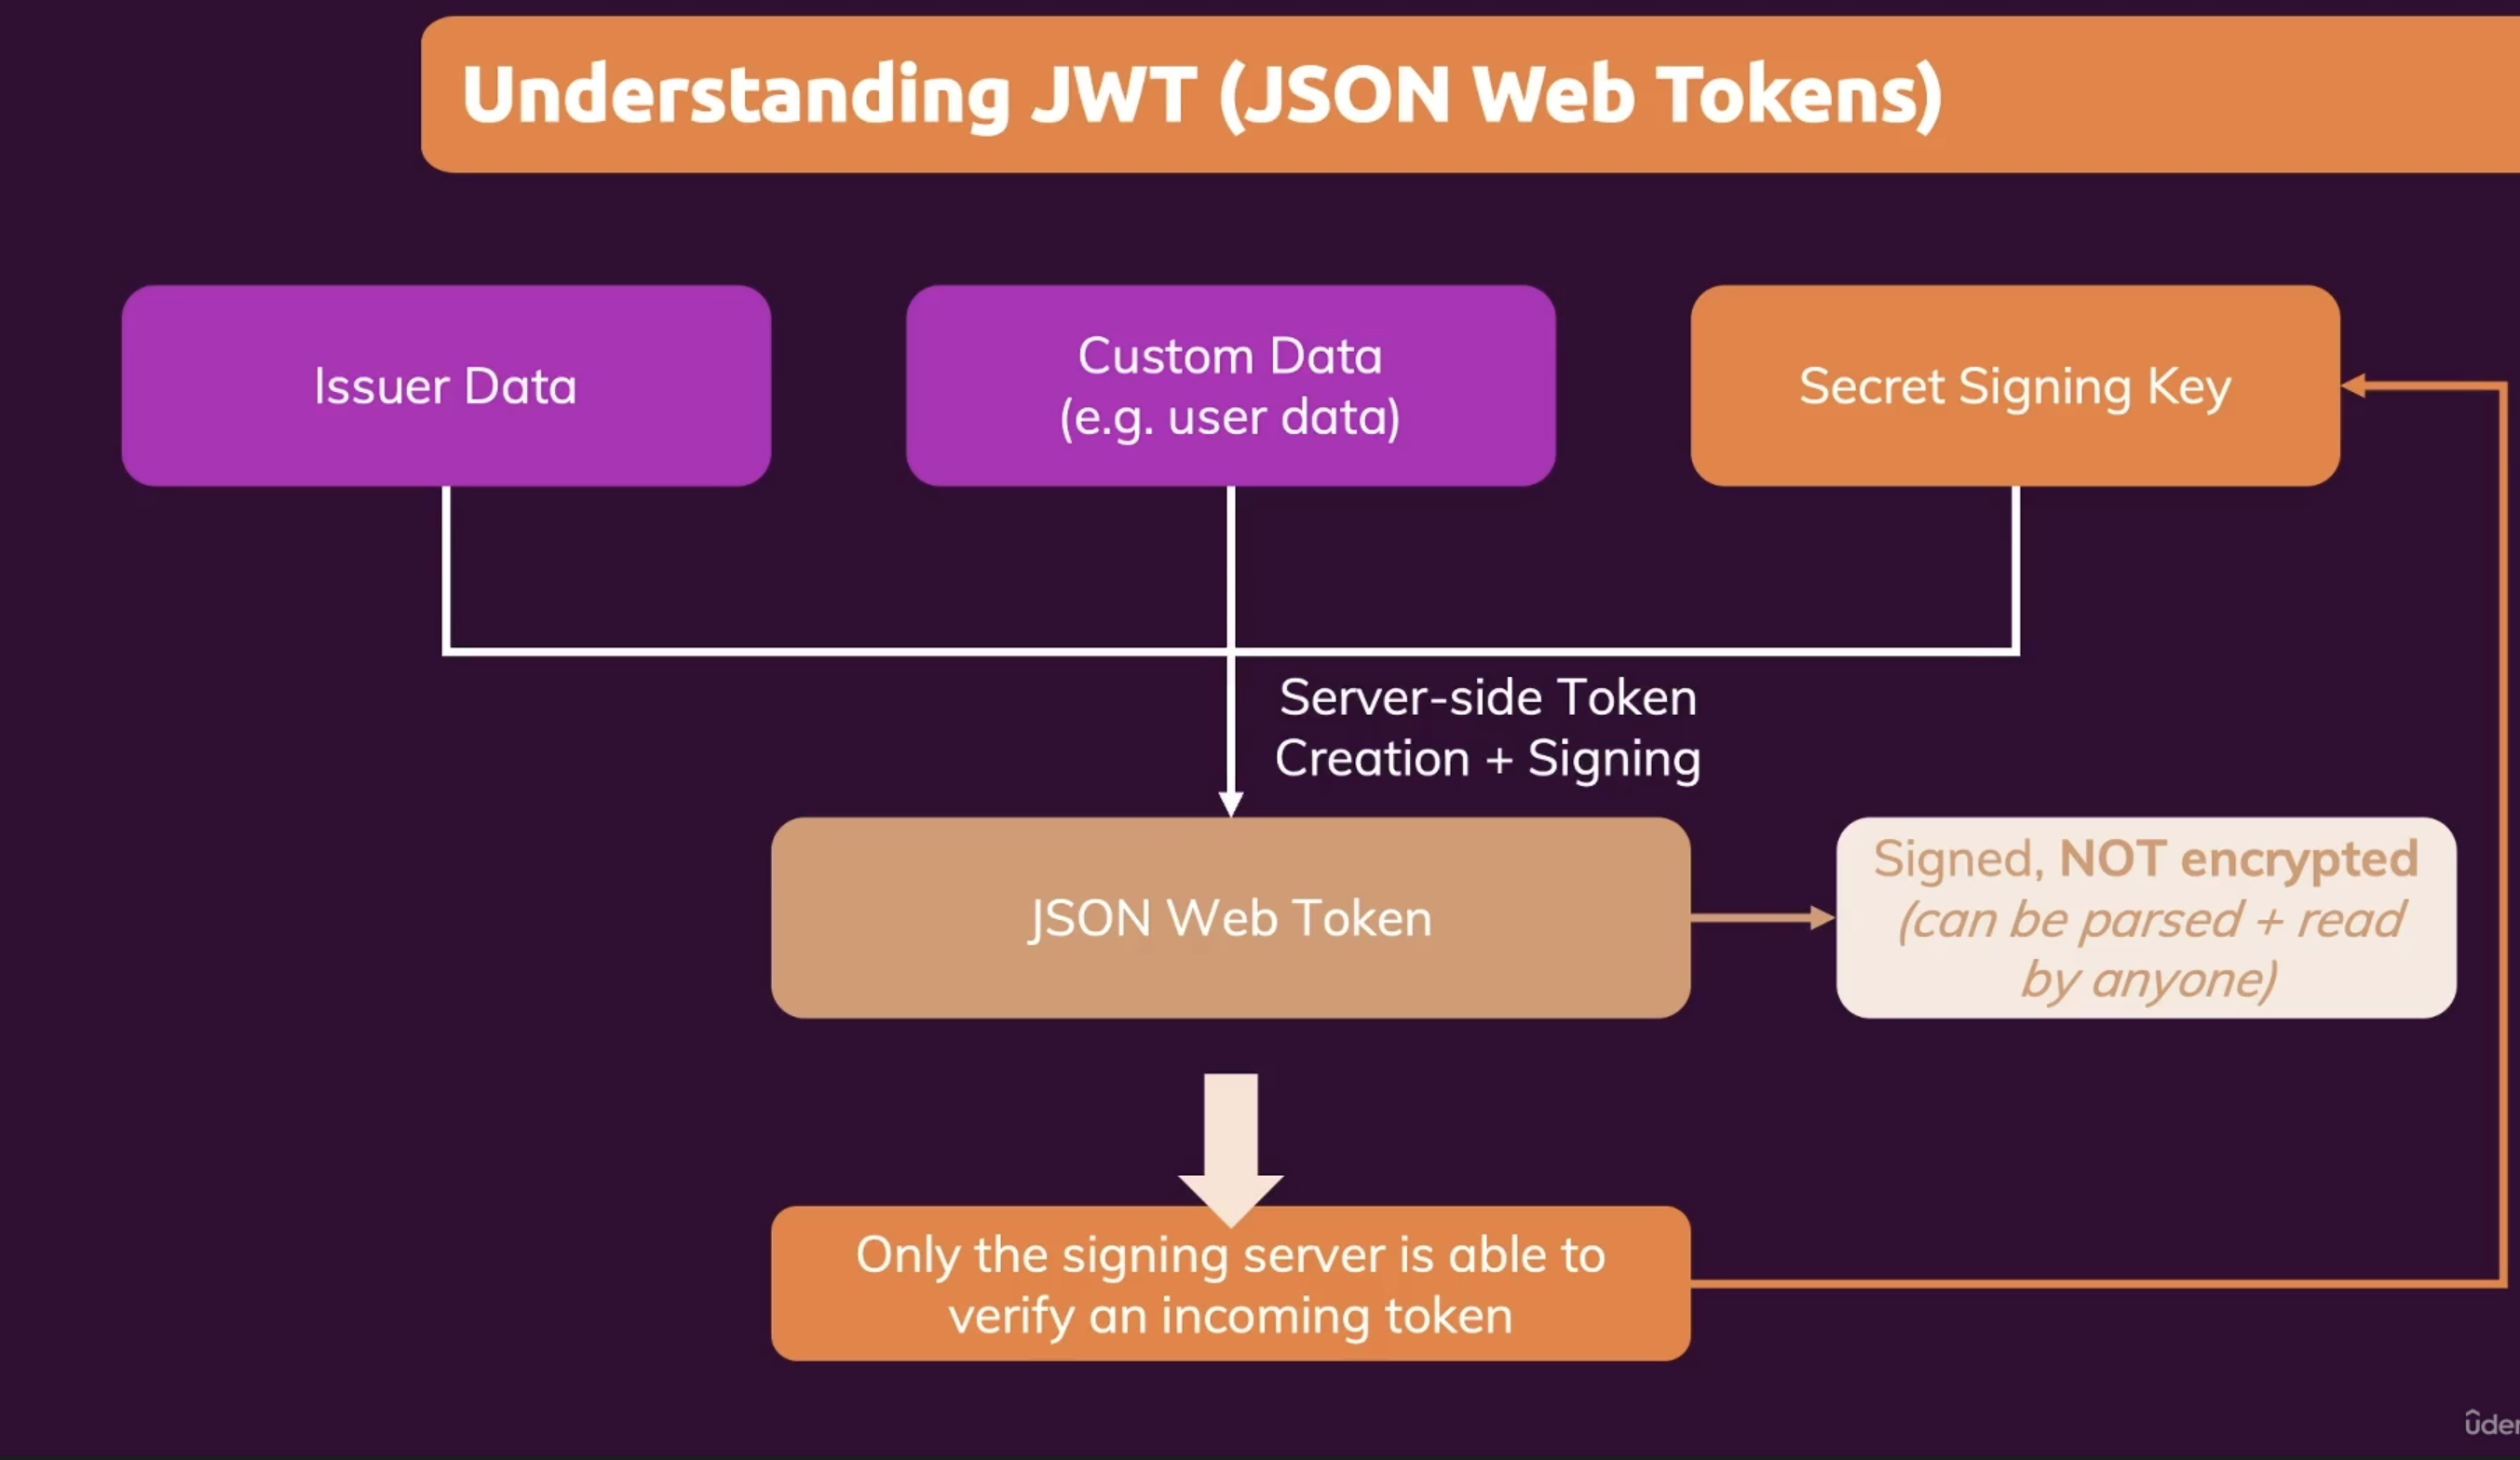 Understanding JWT (JSON Web Tokens)
Issuer Data
Custom Data
(e.g. user data)
Secret Signing Key
Server-side Token
Creation + Signing
JSON Web Token
Signed, NOT encrypted
(can be parsed + read
by anyone)
Only the signing server is able to
verify an incoming token